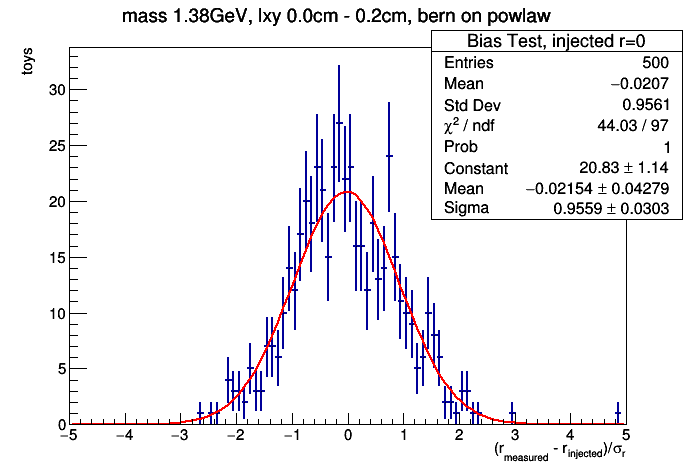 mass 1.38GeV, lxy 0.0cm - 0.2cm, bern on powlaw
Bias Test, injected r=0
Entries 500
Mean −0.0207
Std Dev 0.9561
χ² / ndf 44.03 / 97
Prob 1
Constant 20.83 ± 1.14
Mean −0.02154 ± 0.04279
Sigma 0.9559 ± 0.0303
toys
30
25
20
15
10
5
0
−5 −4 −3 −2 −1 0 1 2 3 4 5
(r_measured - r_injected)/σ_r